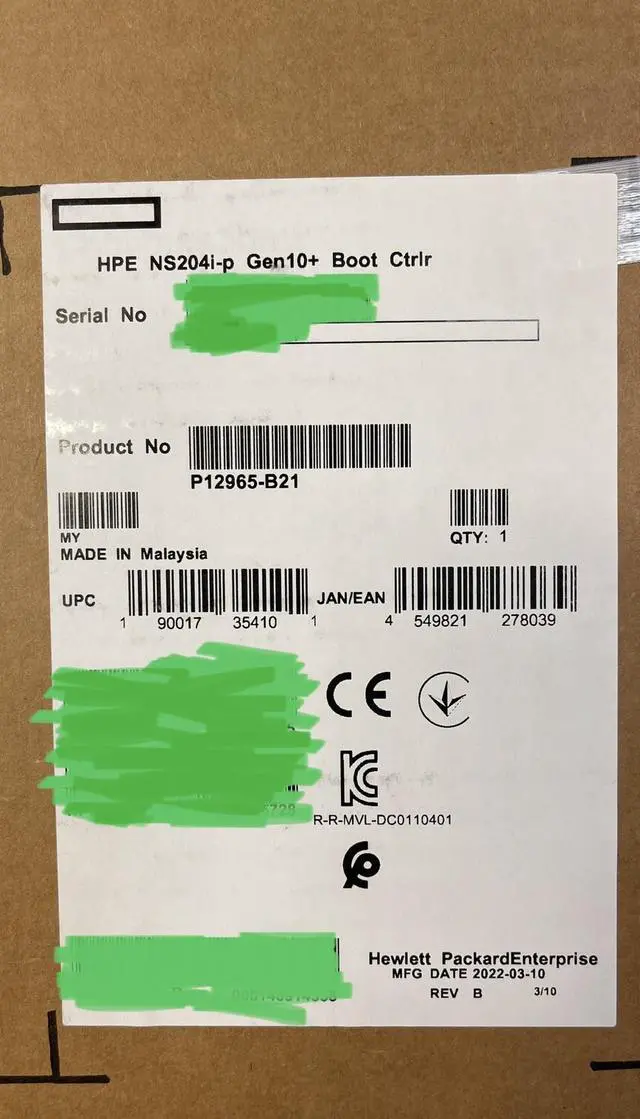 HPE NS204i-p Gen10+ Boot Ctrlr
Serial No
Product No
P12965-B21
MY
MADE IN Malaysia
QTY: 1
UPC
1 90017 35410 1
JAN/EAN
4 549821 278039
CE
R-R-MVL-DC0110401
Hewlett PackardEnterprise
MFG DATE 2022-03-10
REV B 3/10